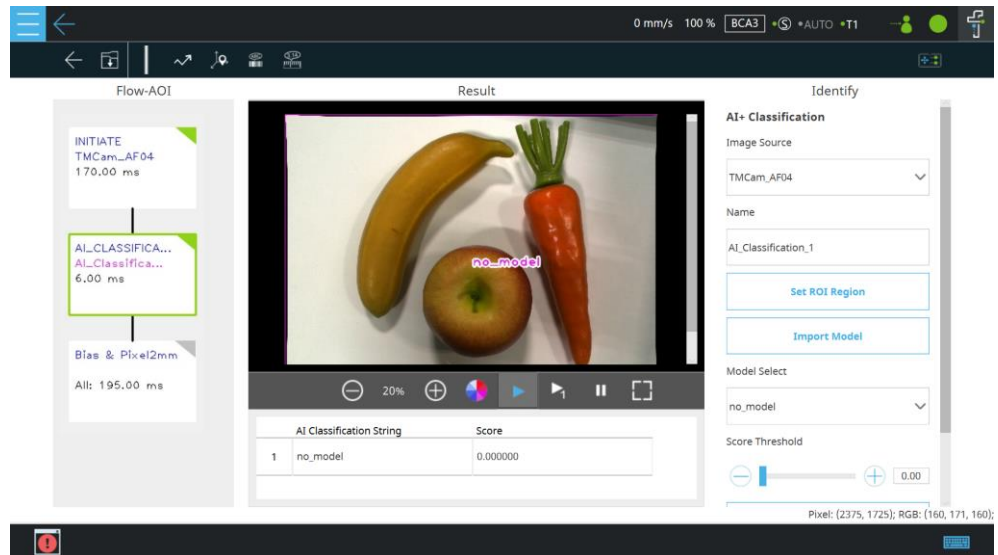 0 mm/s 100 % BCA3 S AUTO T1
Flow-AOI
Result
Identify
INITIATE
TMCam_AF04
170.00 ms
AI_CLASSIFICA...
AI_Classifica...
6.00 ms
Bias & Pixel2mm
All: 195.00 ms
no_model
20%
1
AI Classification String Score
1 no_model 0.000000
AI+ Classification
Image Source
TMCam_AF04
Name
AI_Classification_1
Set ROI Region
Import Model
Model Select
no_model
Score Threshold
0.00
Pixel: (2375, 1725); RGB: (160, 171, 160);